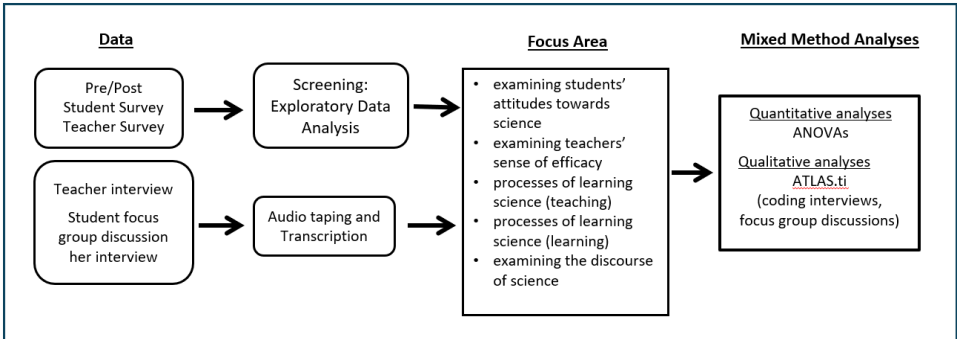 Data
Pre/Post
Student Survey
Teacher Survey
Teacher interview
Student focus
group discussion
her interview
Screening:
Exploratory Data
Analysis
Audio taping and
Transcription
Focus Area
• examining students’
attitudes towards
science
• examining teachers’
sense of efficacy
• processes of learning
science (teaching)
• processes of learning
science (learning)
• examining the discourse
of science
Mixed Method Analyses
Quantitative analyses
ANOVAs
Qualitative analyses
ATLAS.ti
(coding interviews,
focus group discussions)